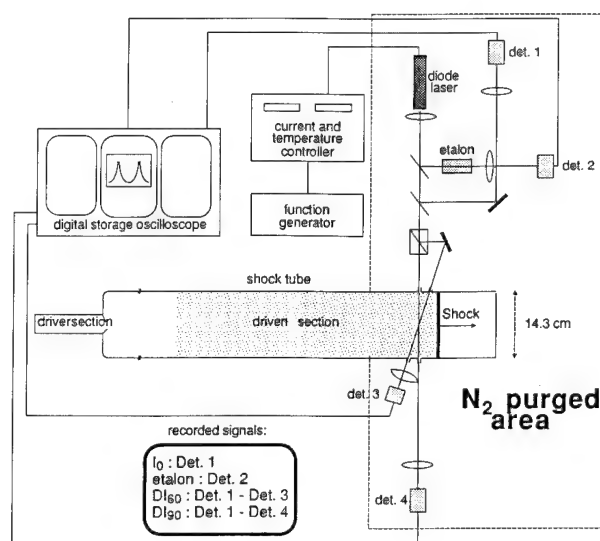 det. 1
diode
laser
current and
temperature
controller
etalon
det. 2
digital storage oscilloscope
function
generator
shock tube
driversection
driven section
Shock
14.3 cm
det. 3
N2 purged
area
recorded signals:
I0 : Det. 1
etalon : Det. 2
DI60 : Det. 1 - Det. 3
DI90 : Det. 1 - Det. 4
det. 4